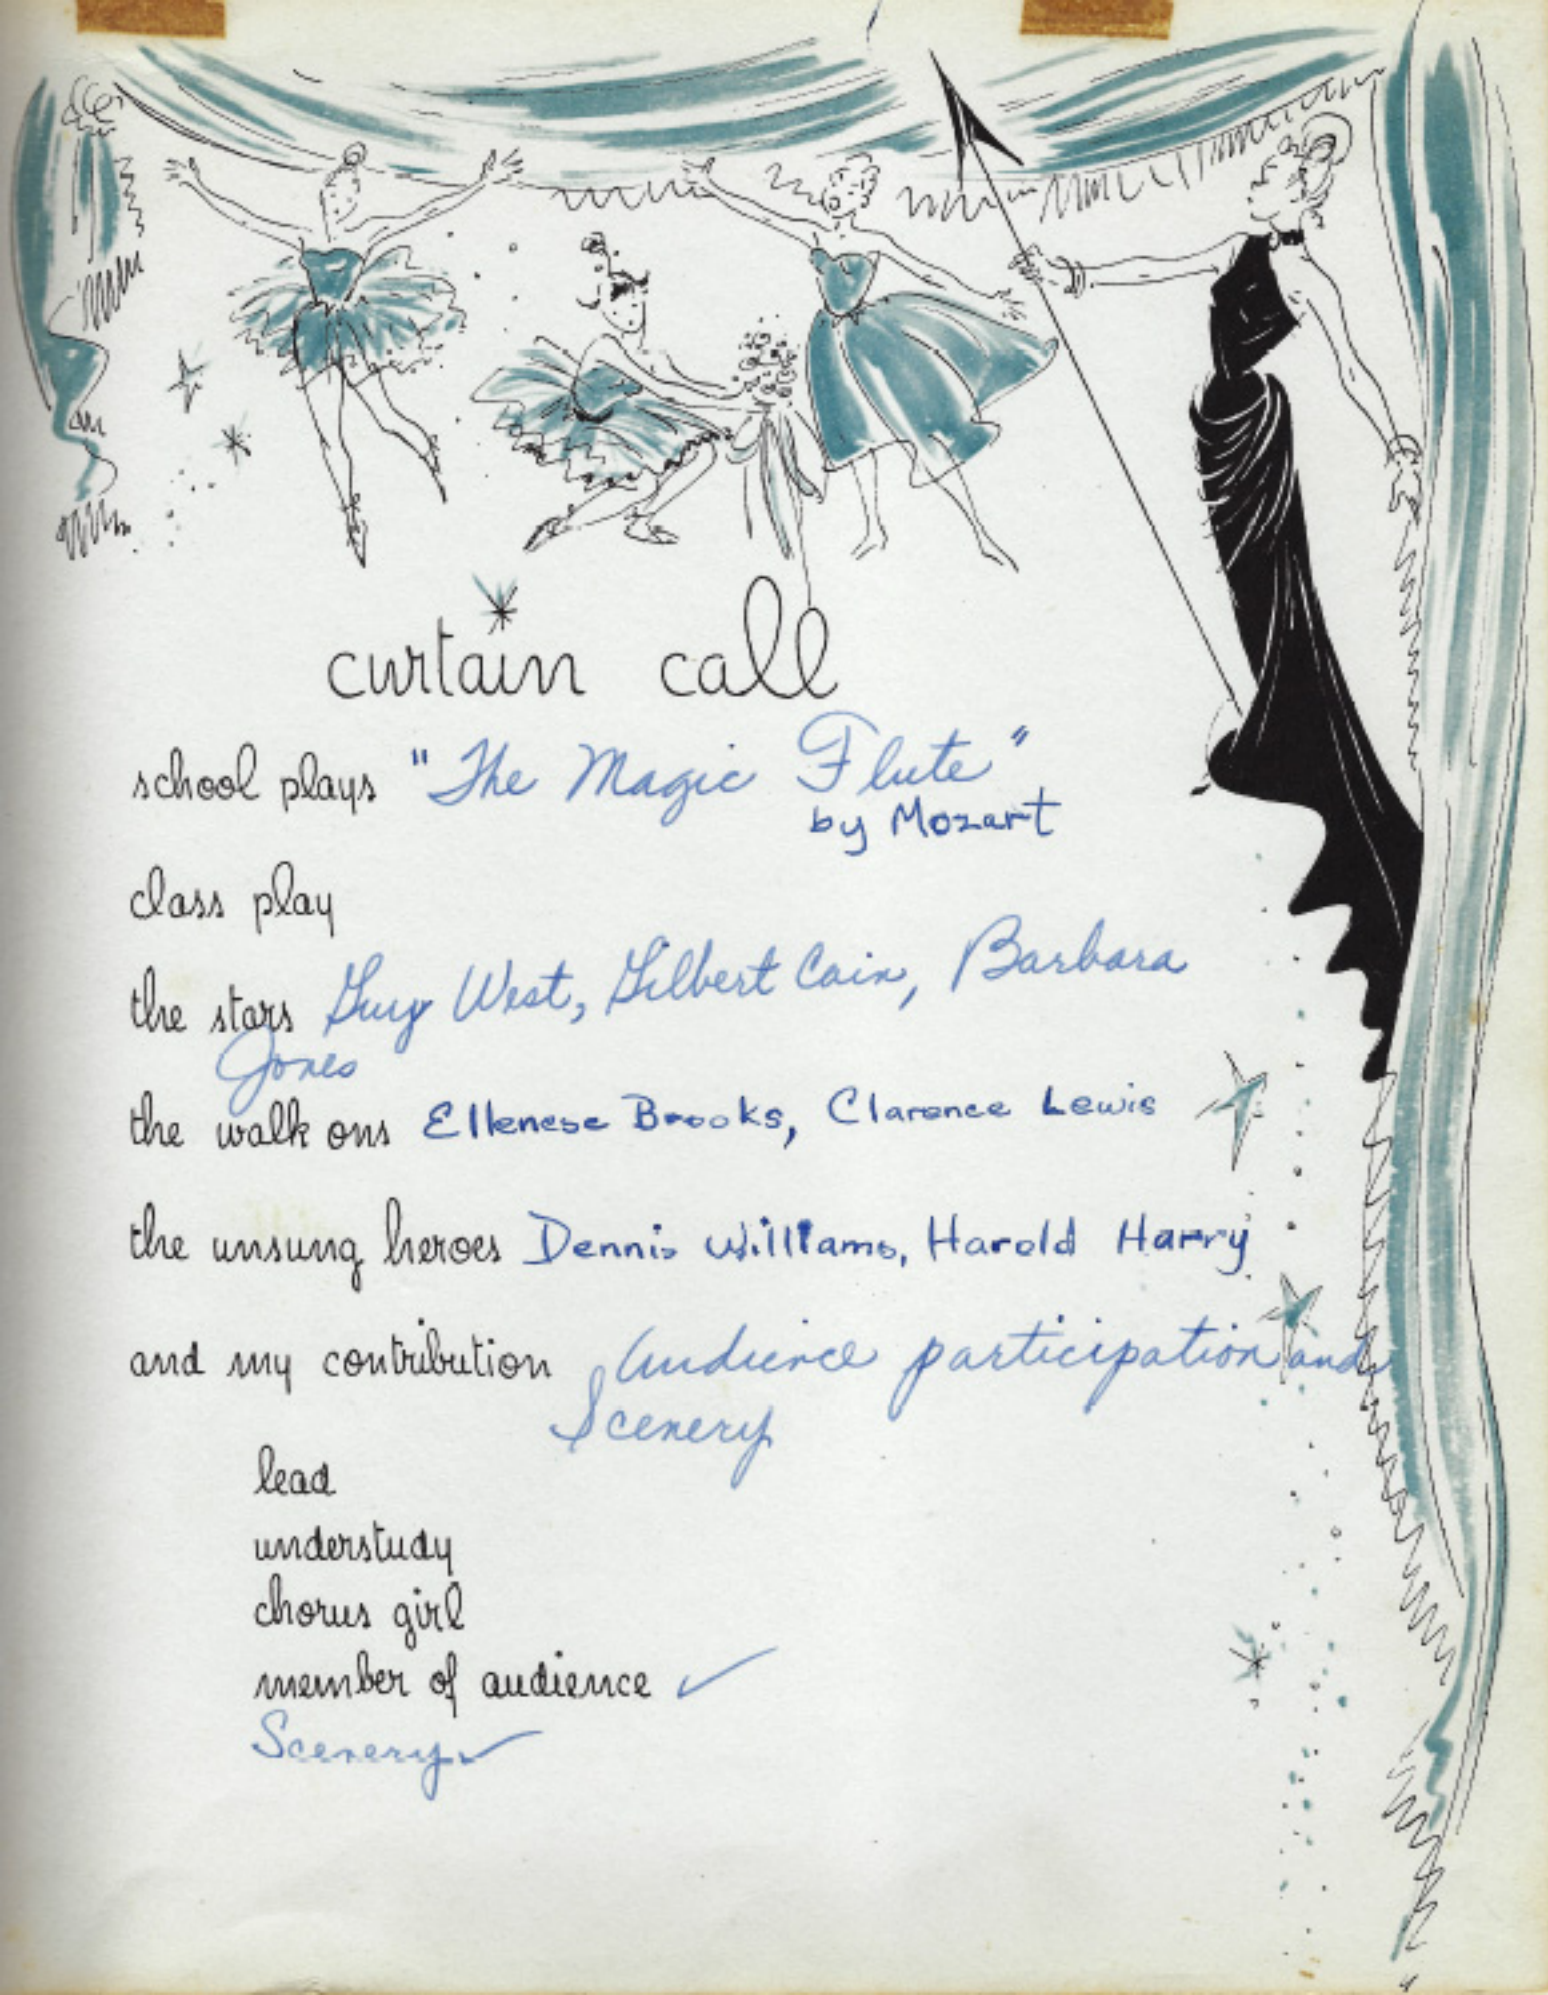 curtain call
school plays "The Magic Flute"
by Mozart
class play
the stars Guy West, Gilbert Cain, Barbara
Jones
the walk ons Ellenese Brooks, Clarence Lewis
the unsung heroes Dennis Williams, Harold Harry
and my contribution Audience participation and
Scenery
lead
understudy
chorus girl
member of audience ✓
Scenery ✓